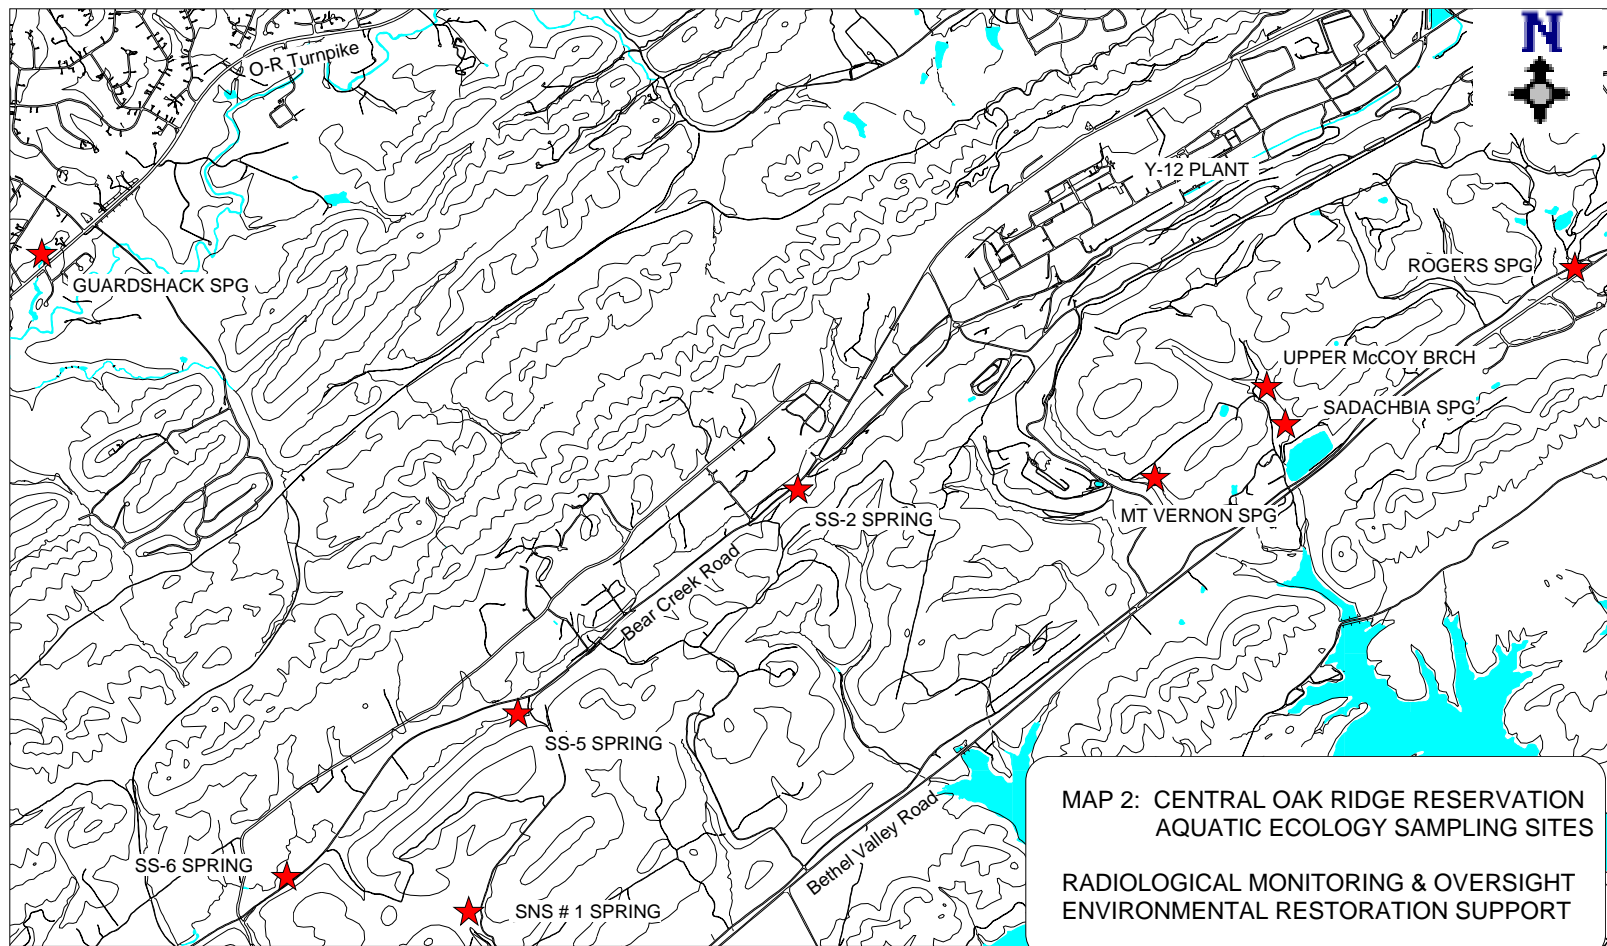 N
O-R Turnpike
Y-12 PLANT
GUARDSHACK SPG
ROGERS SPG
UPPER McCOY BRCH
SADACHBIA SPG
MT VERNON SPG
SS-2 SPRING
Bear Creek Road
SS-5 SPRING
Bethel Valley Road
SS-6 SPRING
SNS # 1 SPRING
MAP 2: CENTRAL OAK RIDGE RESERVATION
AQUATIC ECOLOGY SAMPLING SITES
RADIOLOGICAL MONITORING & OVERSIGHT
ENVIRONMENTAL RESTORATION SUPPORT